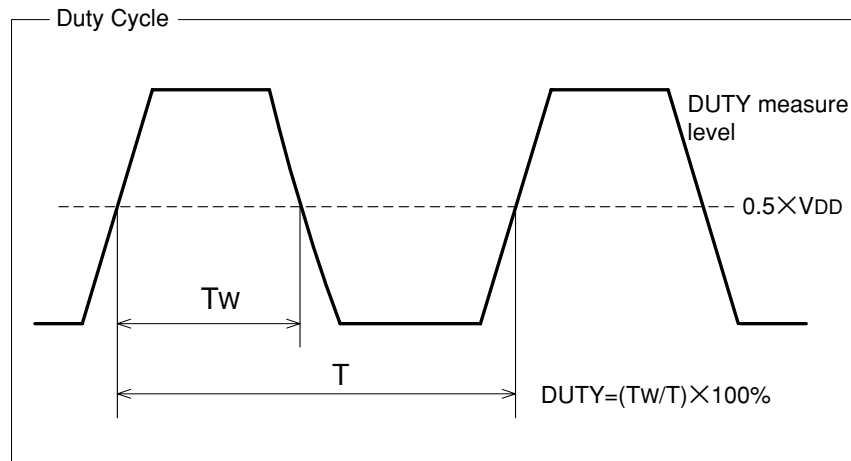 Duty Cycle
DUTY measure
level
0.5×VDD
TW
T
DUTY=(TW/T)×100%